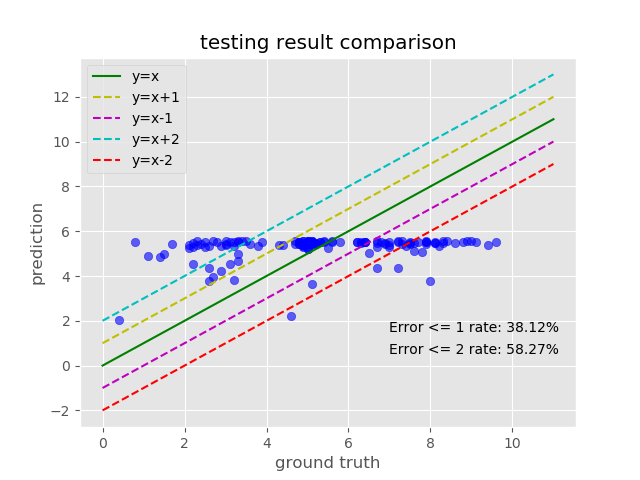 testing result comparison
y=x
y=x+1
y=x-1
y=x+2
y=x-2
12
10
8
6
4
2
0
−2
prediction
Error <= 1 rate: 38.12%
Error <= 2 rate: 58.27%
0 2 4 6 8 10
ground truth